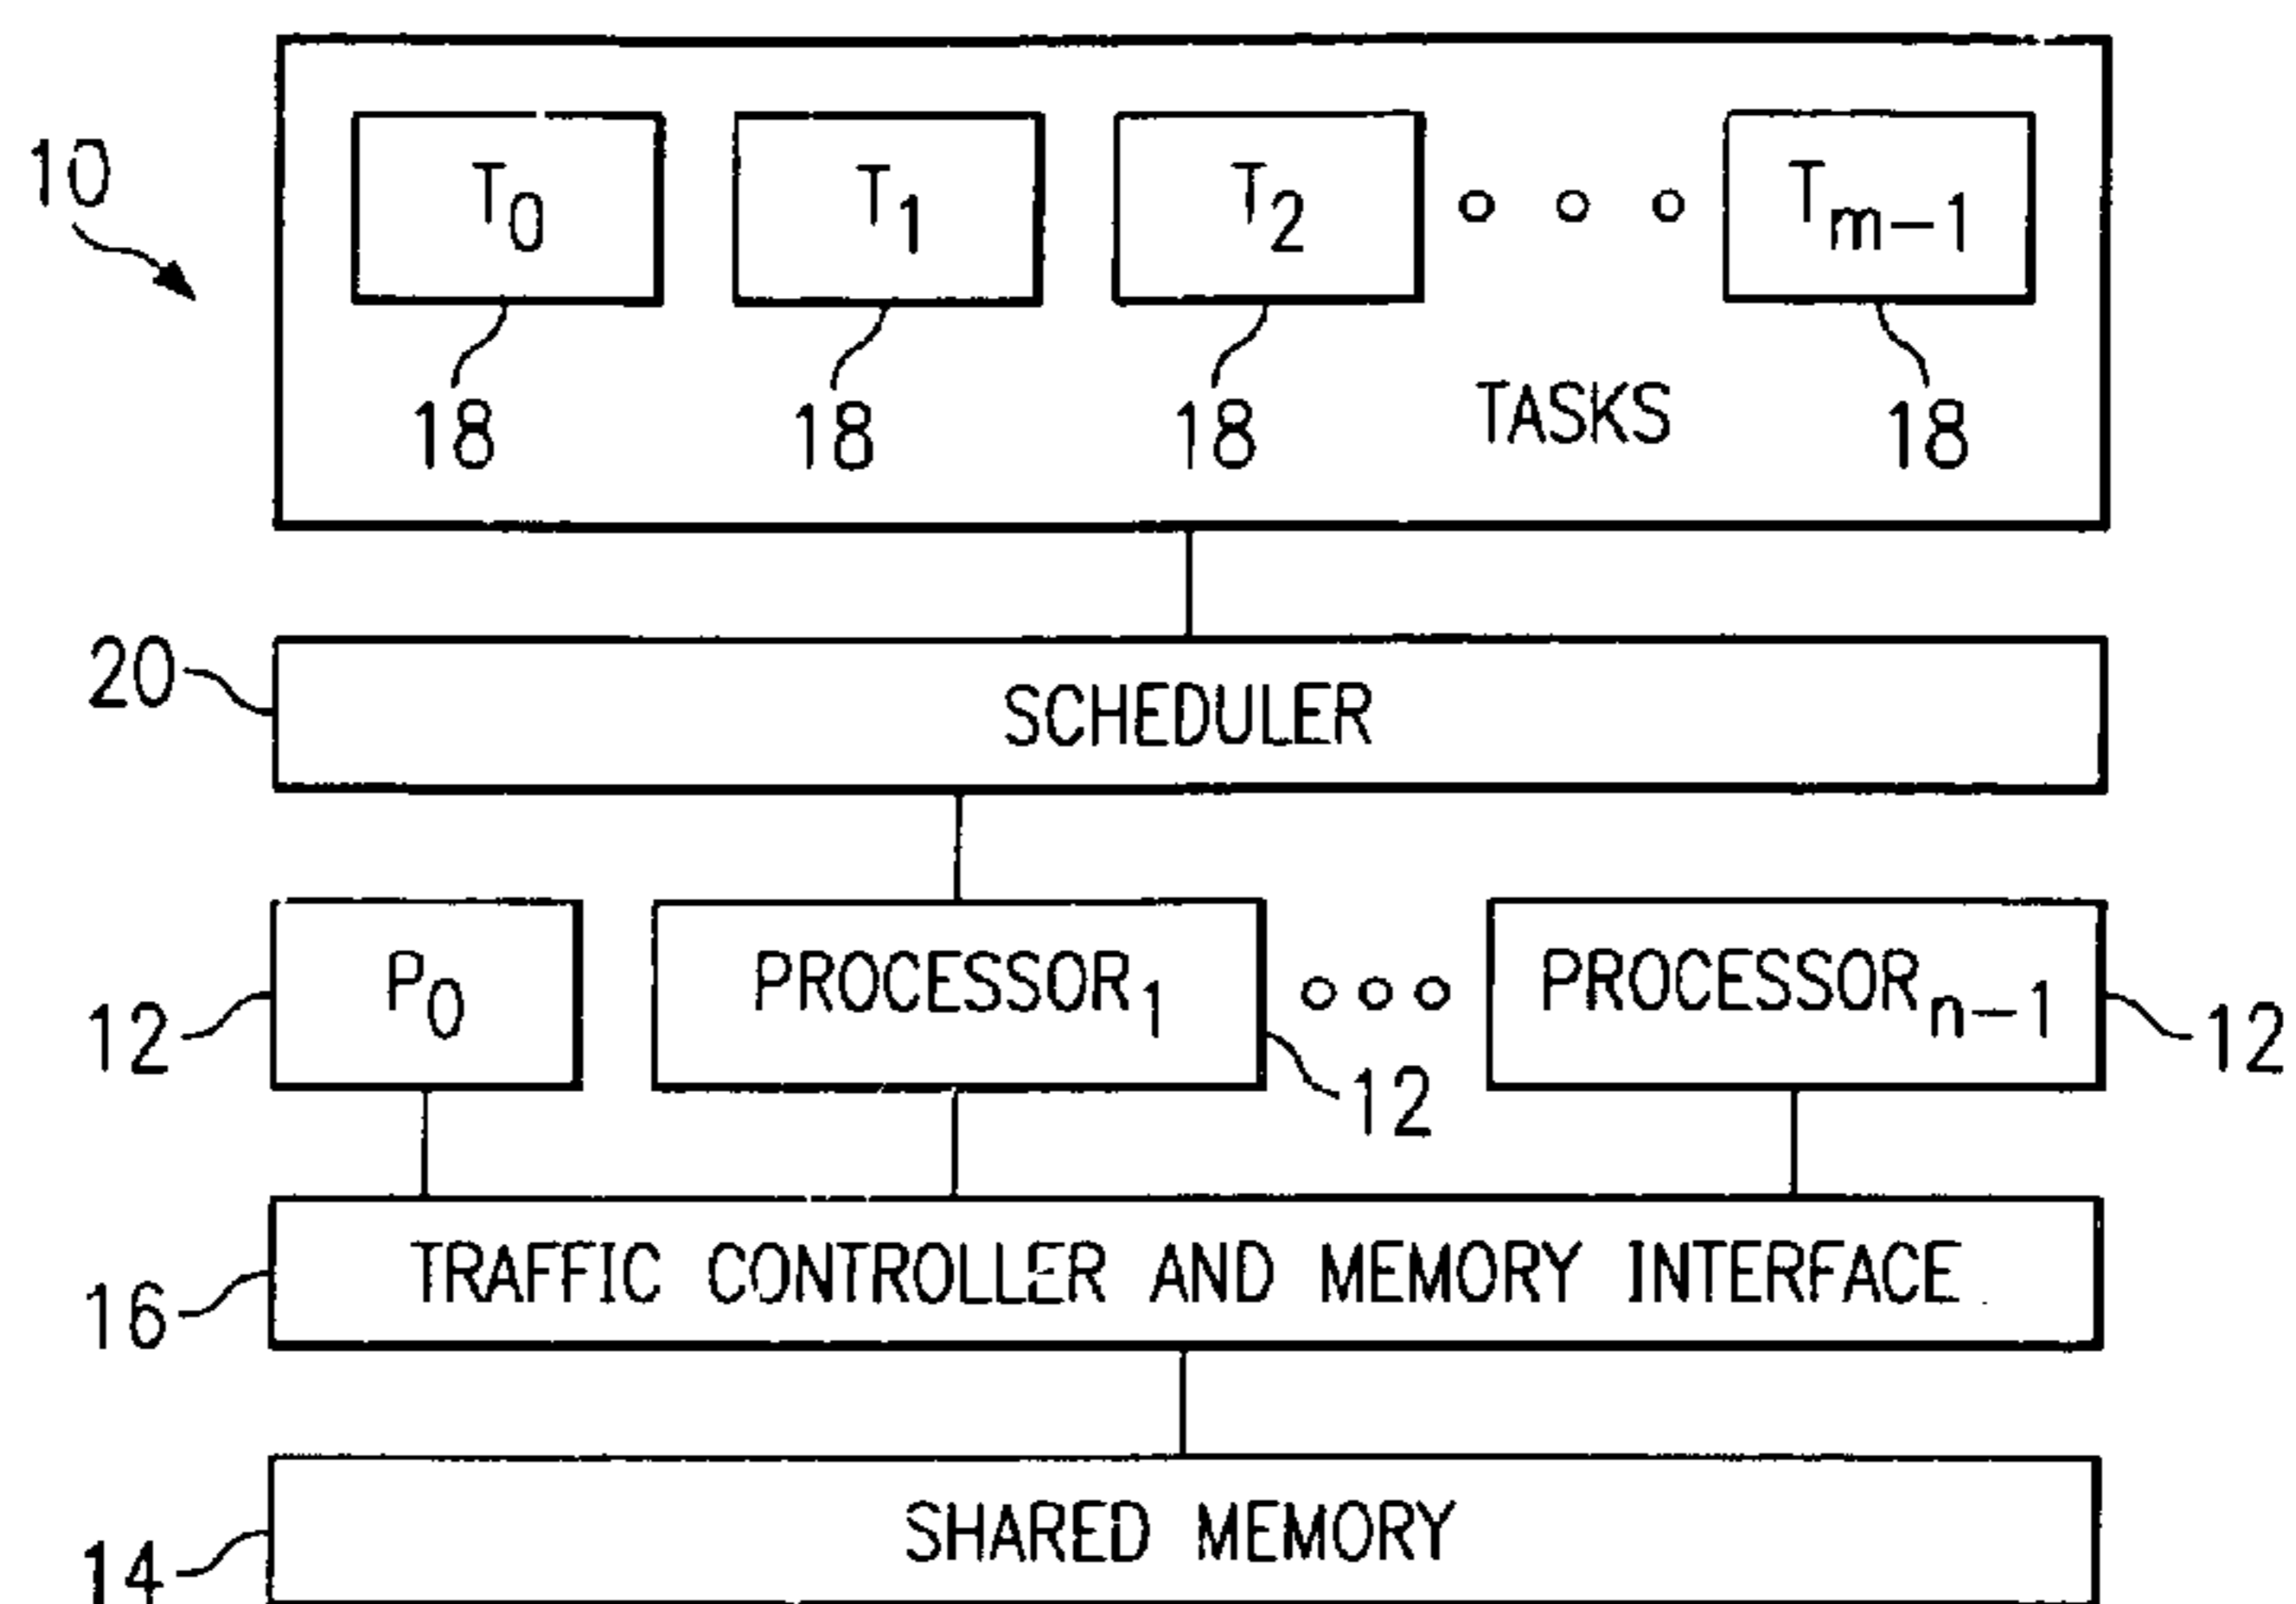 10
T0 T1 T2 Tm-1
18 18 18 TASKS 18
20 SCHEDULER
12 P0 PROCESSOR1 12 PROCESSORn-1 12
16 TRAFFIC CONTROLLER AND MEMORY INTERFACE
14 SHARED MEMORY